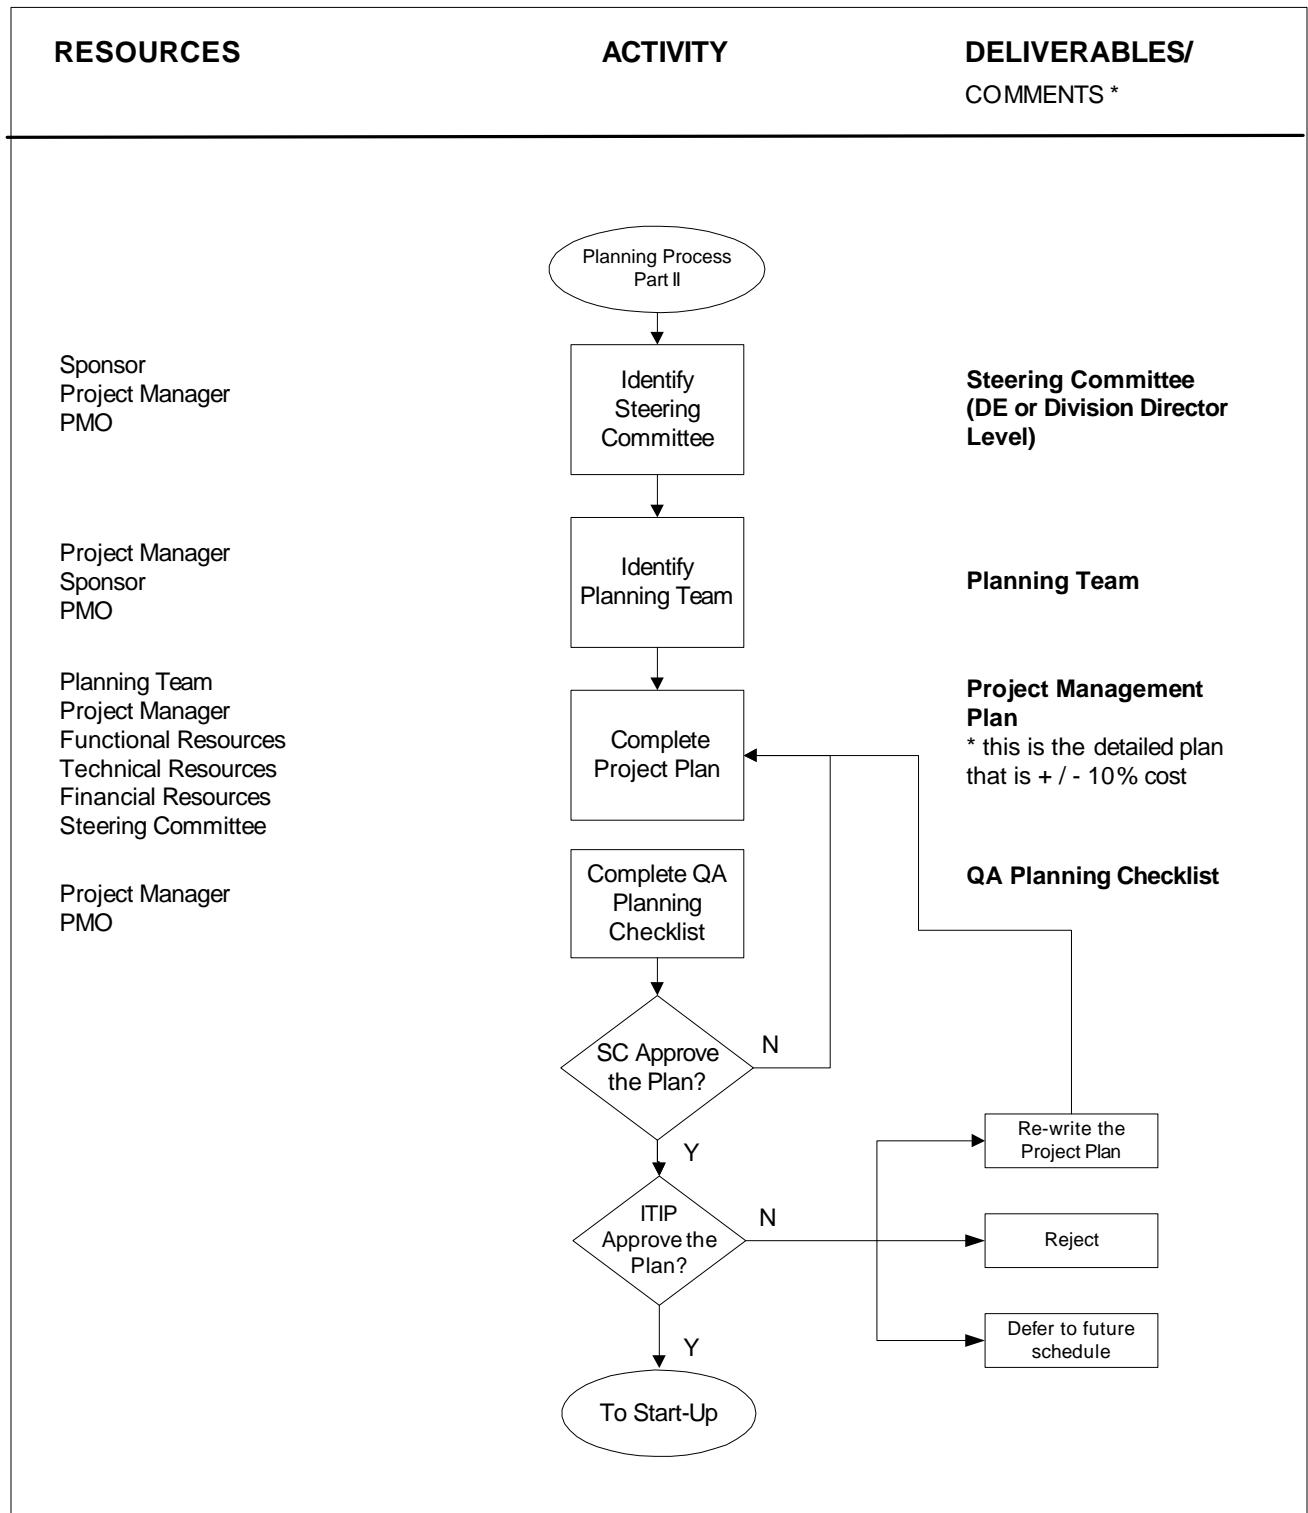 RESOURCES
ACTIVITY
DELIVERABLES/
COMMENTS *
Planning Process
Part II
Sponsor
Project Manager
PMO
Identify
Steering
Committee
Steering Committee
(DE or Division Director
Level)
Project Manager
Sponsor
PMO
Identify
Planning Team
Planning Team
Planning Team
Project Manager
Functional Resources
Technical Resources
Financial Resources
Steering Committee
Complete
Project Plan
Project Management
Plan
* this is the detailed plan
that is + / - 10% cost
Project Manager
PMO
Complete QA
Planning
Checklist
QA Planning Checklist
SC Approve
the Plan?
N
Y
ITIP
Approve the
Plan?
N
Y
Re-write the
Project Plan
Reject
Defer to future
schedule
To Start-Up